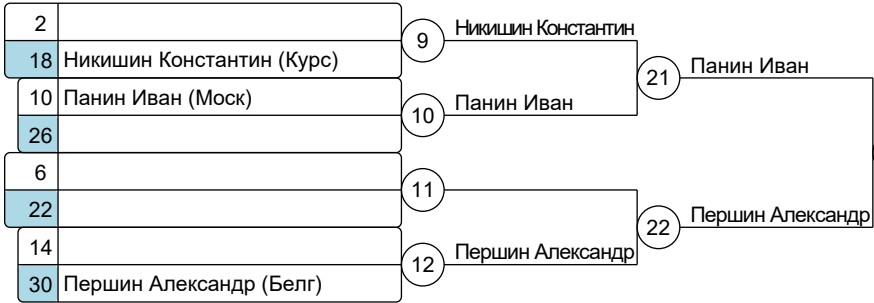 2
18 Никишин Константин (Курс)
9
Никишин Константин
10 Панин Иван (Моск)
26
10
Панин Иван
21
Панин Иван
6
22
11
14
30 Першин Александр (Белг)
12
Першин Александр
22
Першин Александр